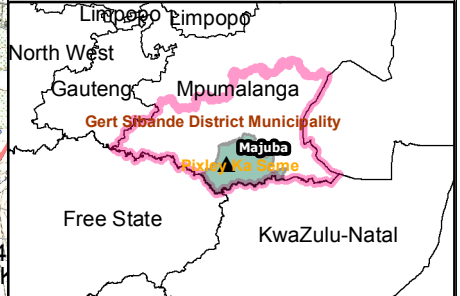 Limpopo
Limpopo
North West
Gauteng
Mpumalanga
Gert Sibande District Municipality
Majuba
Pixley Ka Seme
Free State
KwaZulu-Natal